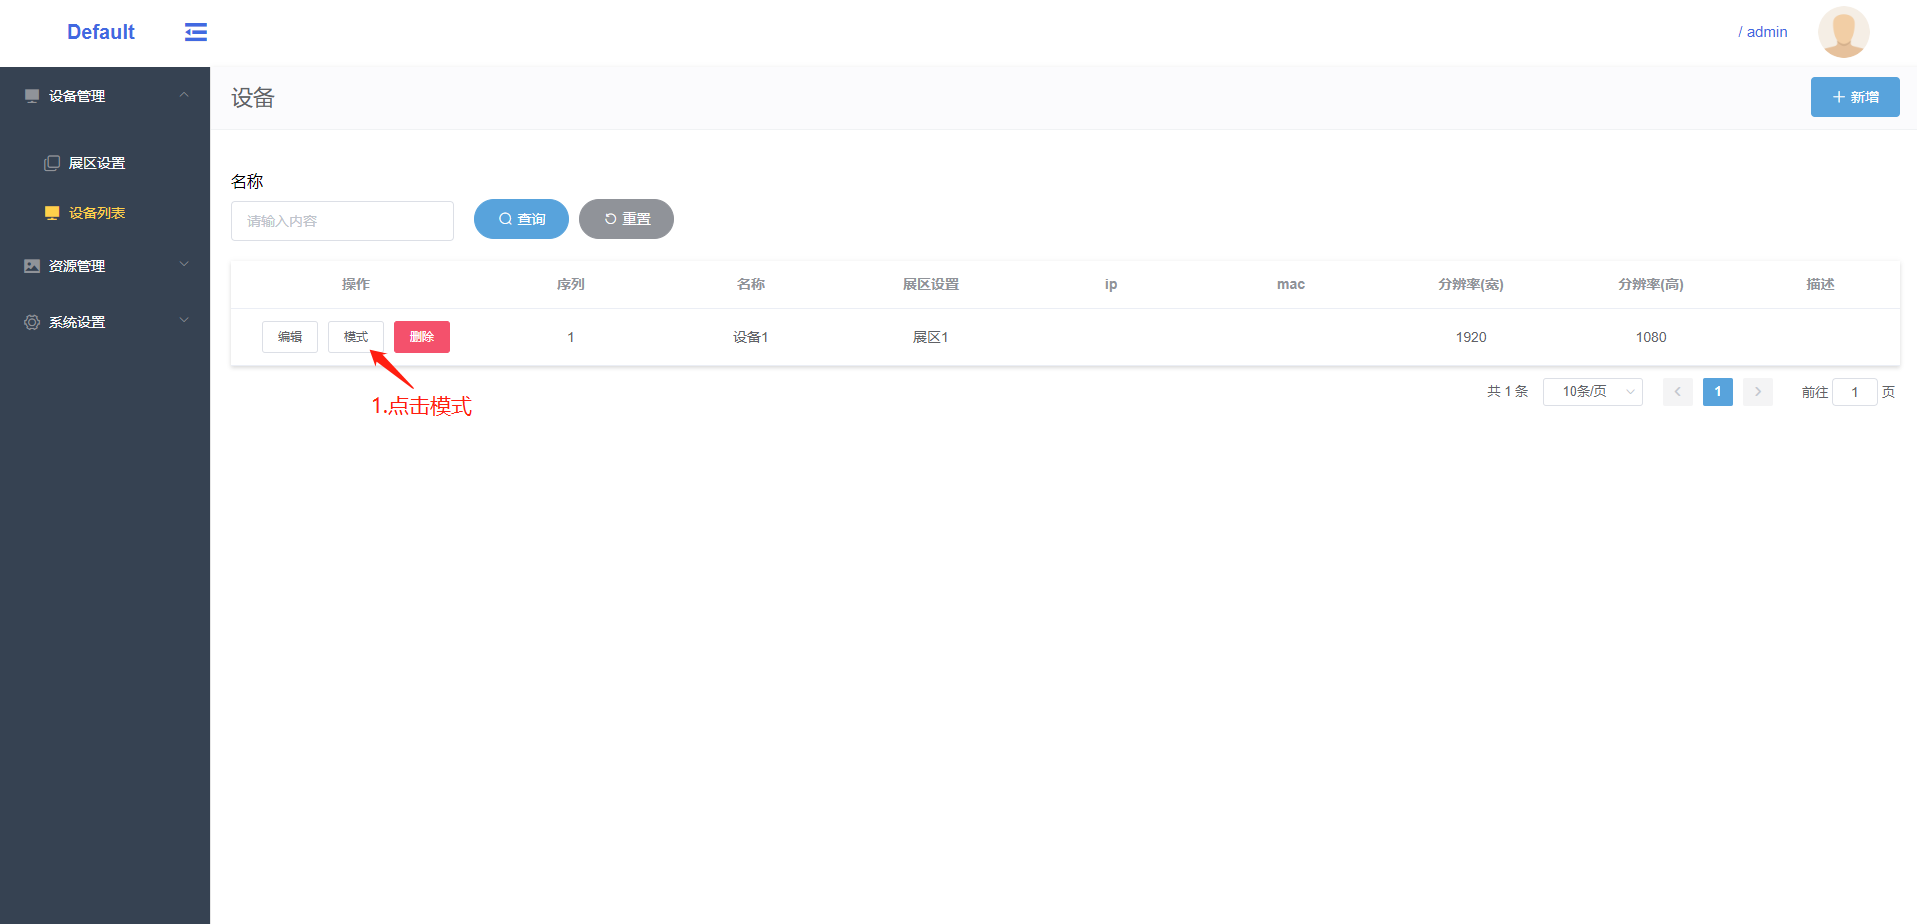 Default
/ admin
设备管理
展区设置
设备列表
资源管理
系统设置
设备
新增
名称
请输入内容
查询
重置
操作 序列 名称 展区设置 ip mac 分辨率(宽) 分辨率(高) 描述
编辑 模式 删除 1 设备1 展区1 1920 1080
1.点击模式
共 1 条 10条/页 1 前往 1 页